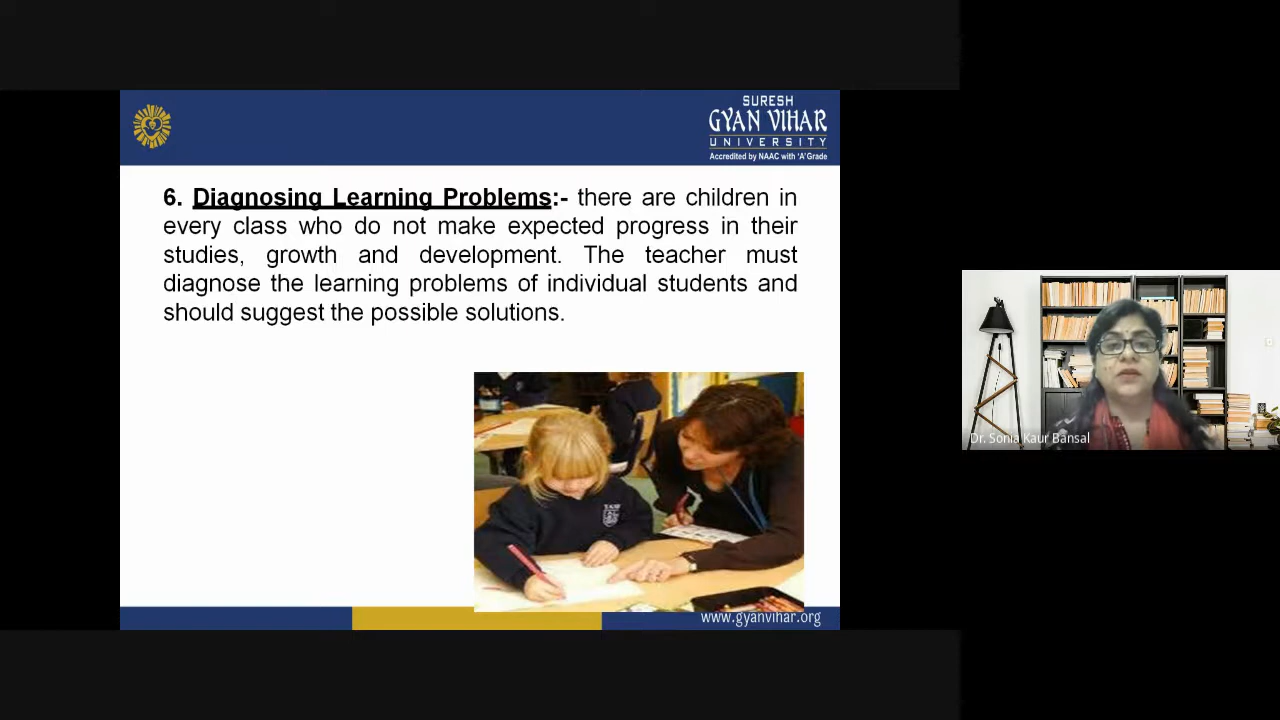 SURESH
GYAN VIHAR
UNIVERSITY
Accredited by NAAC with 'A' Grade
6. Diagnosing Learning Problems:- there are children in
every class who do not make expected progress in their
studies, growth and development. The teacher must
diagnose the learning problems of individual students and
should suggest the possible solutions.
www.gyanvihar.org
Dr. Sonia Kaur Bansal